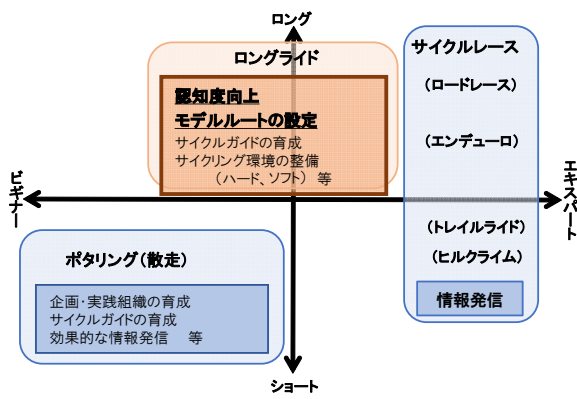 ロング
ロングライド
認知度向上
モデルルートの設定
サイクルガイドの育成
サイクリング環境の整備
（ハード、ソフト） 等
サイクルレース
（ロードレース）
（エンデューロ）
ビギナー
エキスパート
（トレイルライド）
（ヒルクライム）
情報発信
ポタリング（散走）
企画・実践組織の育成
サイクルガイドの育成
効果的な情報発信 等
ショート